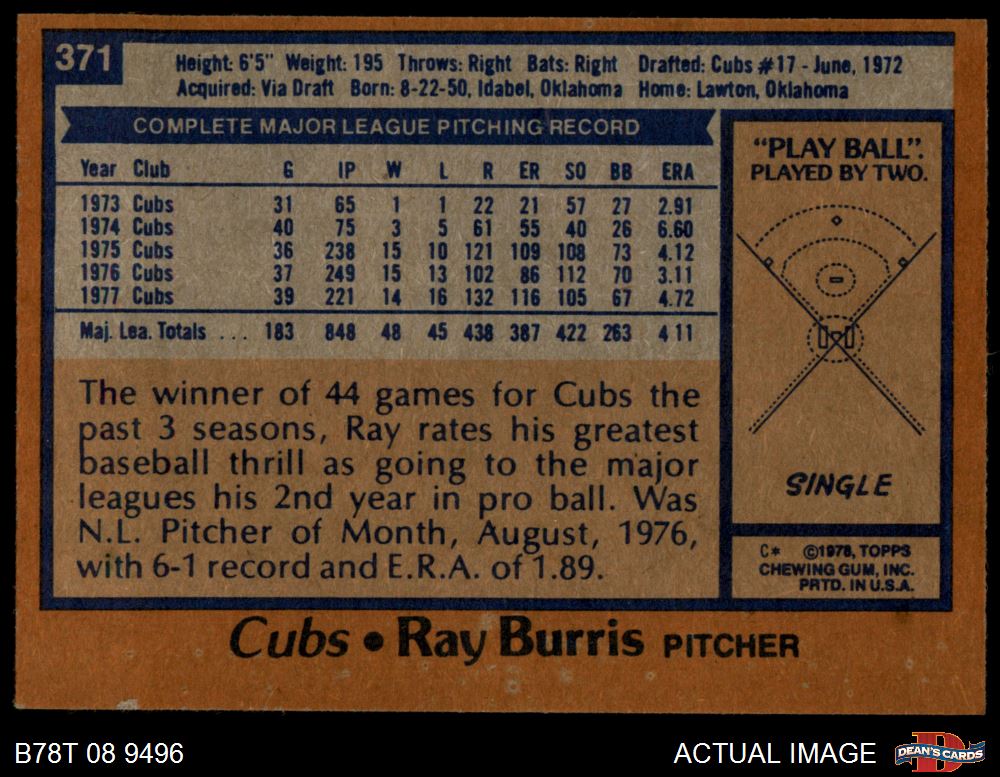 371
Height: 6'5" Weight: 195 Throws: Right Bats: Right Drafted: Cubs #17 - June, 1972
Acquired: Via Draft Born: 8-22-50, Idabel, Oklahoma Home: Lawton, Oklahoma
COMPLETE MAJOR LEAGUE PITCHING RECORD
Year Club G IP W L R ER SO BB ERA
1973 Cubs 31 65 1 1 22 21 57 27 2.91
1974 Cubs 40 75 3 5 61 55 40 26 6.60
1975 Cubs 36 238 15 10 121 109 108 73 4.12
1976 Cubs 37 249 15 13 102 86 112 70 3.11
1977 Cubs 39 221 14 16 132 116 105 67 4.72
Maj. Lea. Totals ... 183 848 48 45 438 387 422 263 4 11
The winner of 44 games for Cubs the
past 3 seasons, Ray rates his greatest
baseball thrill as going to the major
leagues his 2nd year in pro ball. Was
N.L. Pitcher of Month, August, 1976,
with 6-1 record and E.R.A. of 1.89.
"PLAY BALL".
PLAYED BY TWO.
SINGLE
C* ©1978, TOPPS
CHEWING GUM, INC.
PRTD. IN U.S.A.
Cubs • Ray Burris PITCHER
B78T 08 9496
ACTUAL IMAGE
D
DEAN'S CARDS